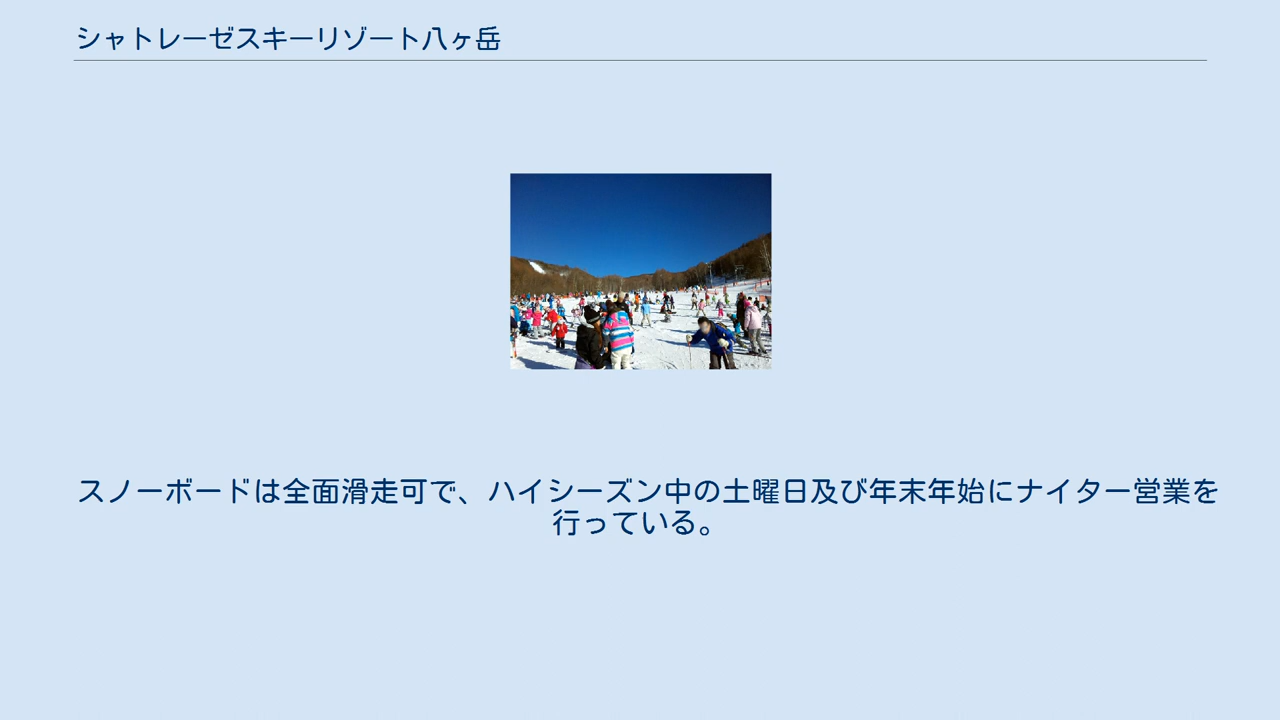 シャトレーゼスキーリゾート八ヶ岳
スノーボードは全面滑走可で、ハイシーズン中の土曜日及び年末年始にナイター営業を
行っている。